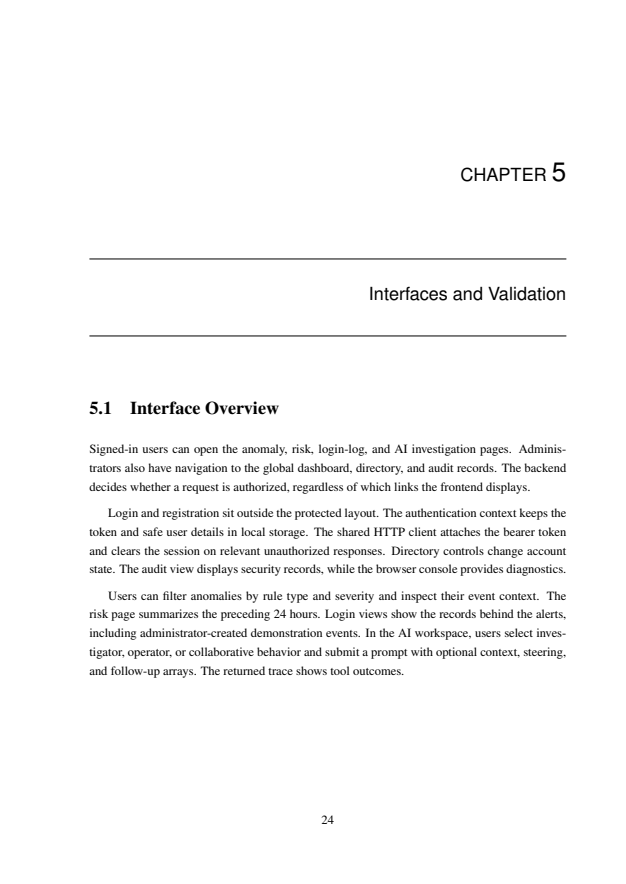 CHAPTER 5
Interfaces and Validation
5.1 Interface Overview
Signed-in users can open the anomaly, risk, login-log, and AI investigation pages. Adminis-
trators also have navigation to the global dashboard, directory, and audit records. The backend
decides whether a request is authorized, regardless of which links the frontend displays.
Login and registration sit outside the protected layout. The authentication context keeps the
token and safe user details in local storage. The shared HTTP client attaches the bearer token
and clears the session on relevant unauthorized responses. Directory controls change account
state. The audit view displays security records, while the browser console provides diagnostics.
Users can filter anomalies by rule type and severity and inspect their event context. The
risk page summarizes the preceding 24 hours. Login views show the records behind the alerts,
including administrator-created demonstration events. In the AI workspace, users select inves-
tigator, operator, or collaborative behavior and submit a prompt with optional context, steering,
and follow-up arrays. The returned trace shows tool outcomes.
24